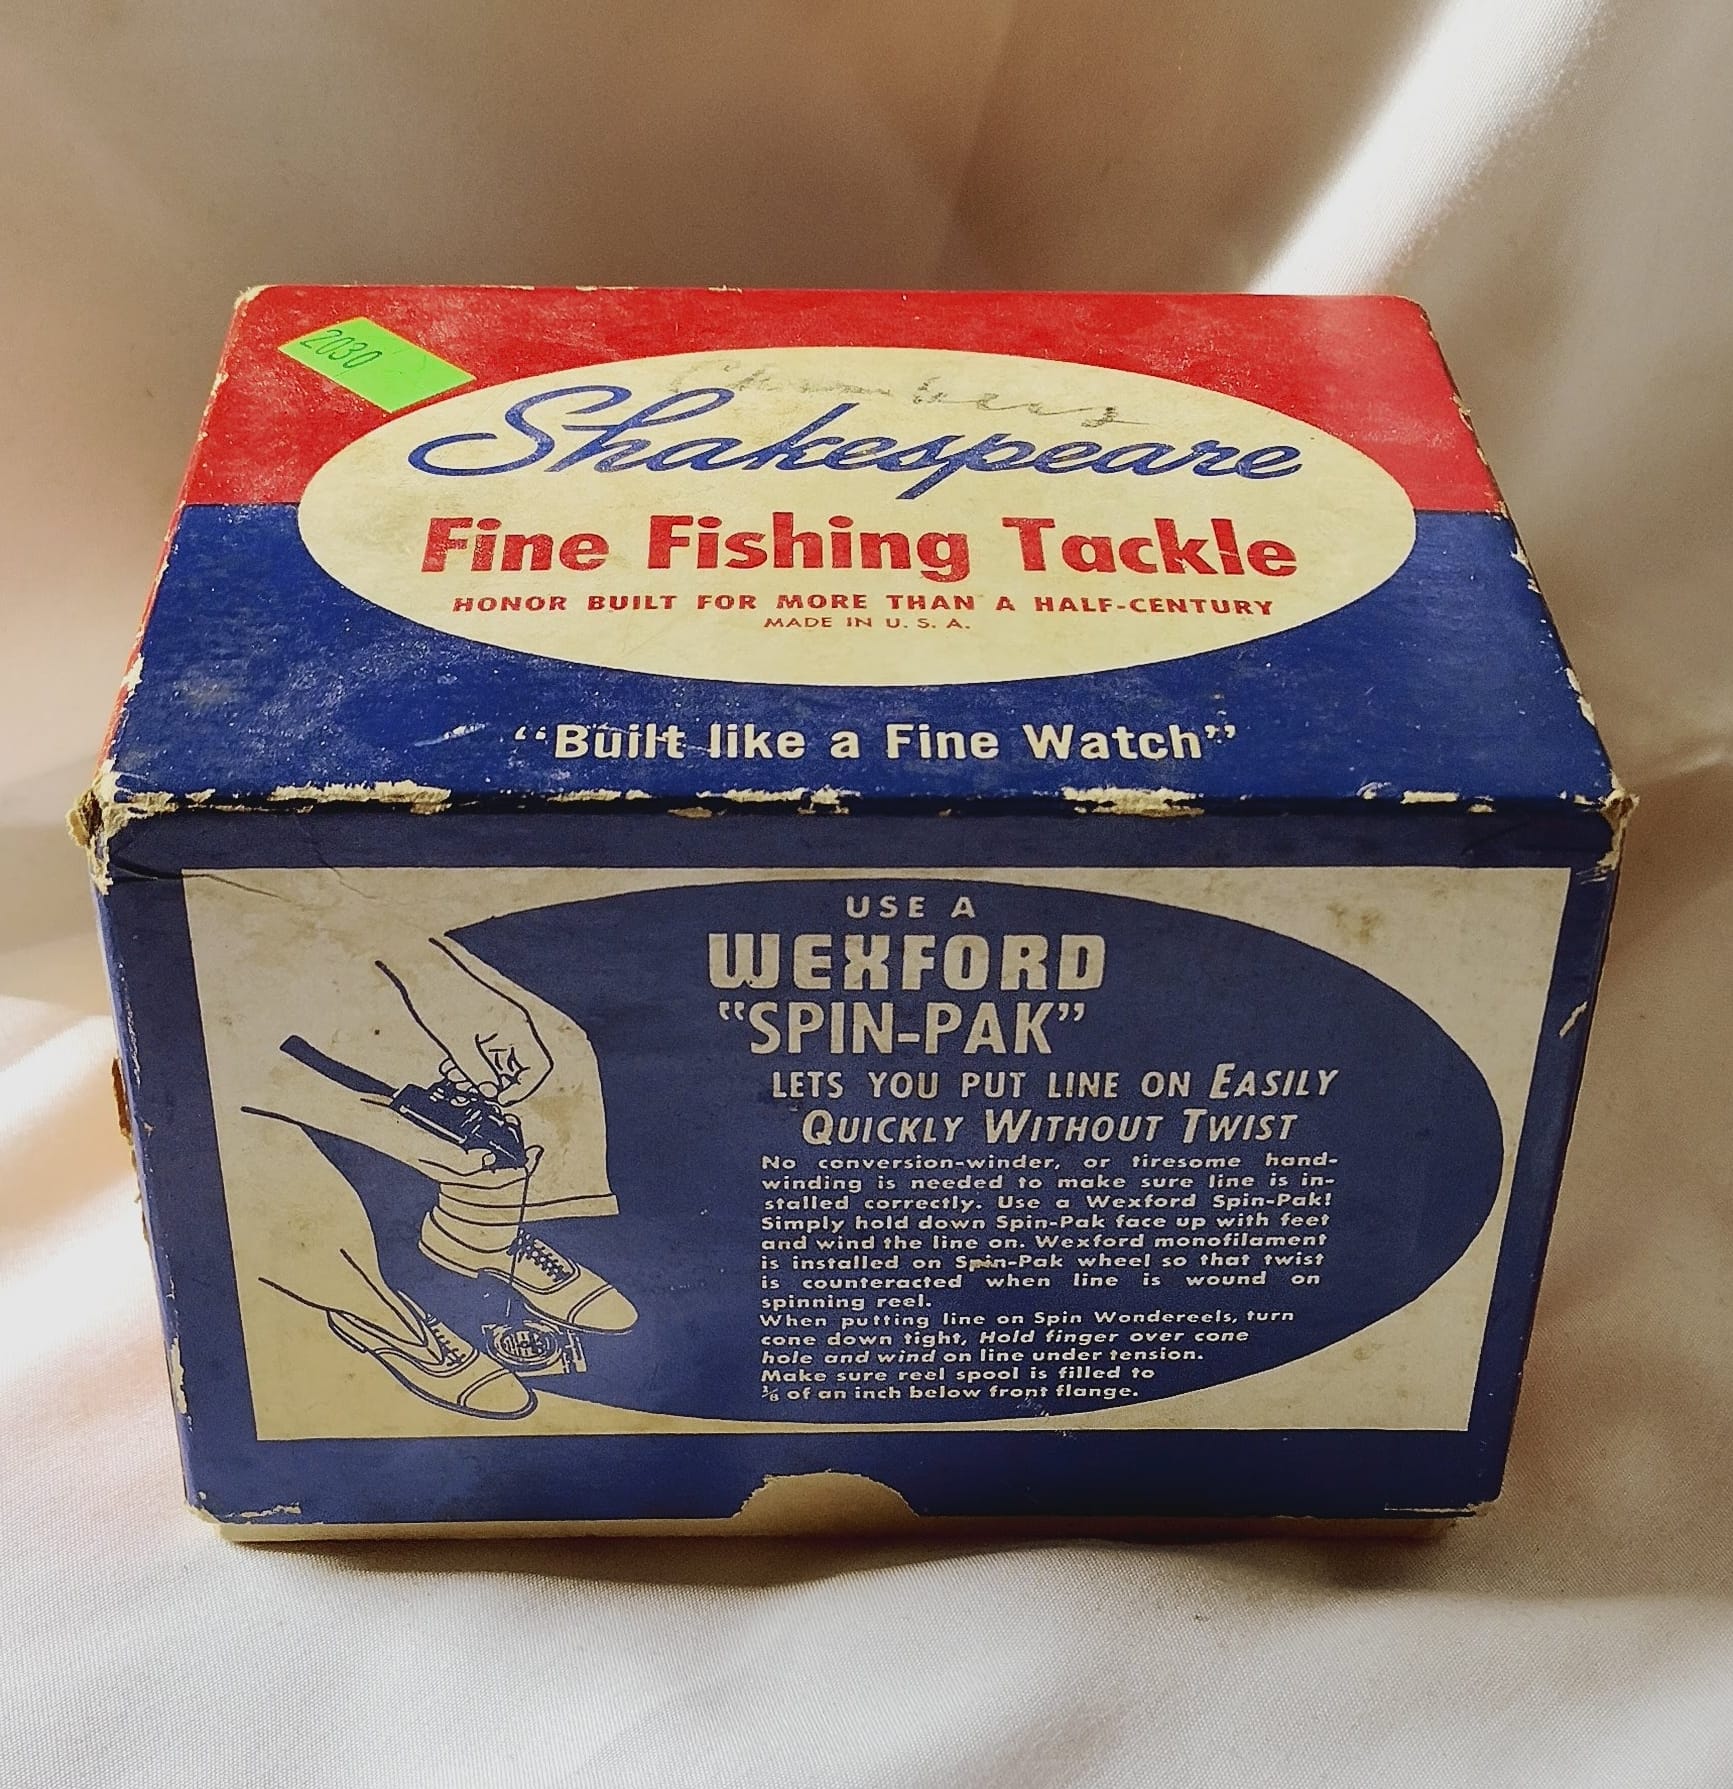 2030
Shakespeare
Fine Fishing Tackle
HONOR BUILT FOR MORE THAN A HALF-CENTURY
MADE IN U. S. A.
“Built like a Fine Watch”
USE A
WEXFORD
“SPIN-PAK”
LETS YOU PUT LINE ON EASILY
QUICKLY WITHOUT TWIST
No conversion-winder, or tiresome hand-
winding is needed to make sure line is in-
stalled correctly. Use a Wexford Spin-Pak!
Simply hold down Spin-Pak face up with feet
and wind the line on. Wexford monofilament
is installed on Spin-Pak wheel so that twist
is counteracted when line is wound on
spinning reel.
When putting line on Spin Wondereels, turn
cone down tight, Hold finger over cone
hole and wind on line under tension.
Make sure reel spool is filled to
⅛ of an inch below front flange.